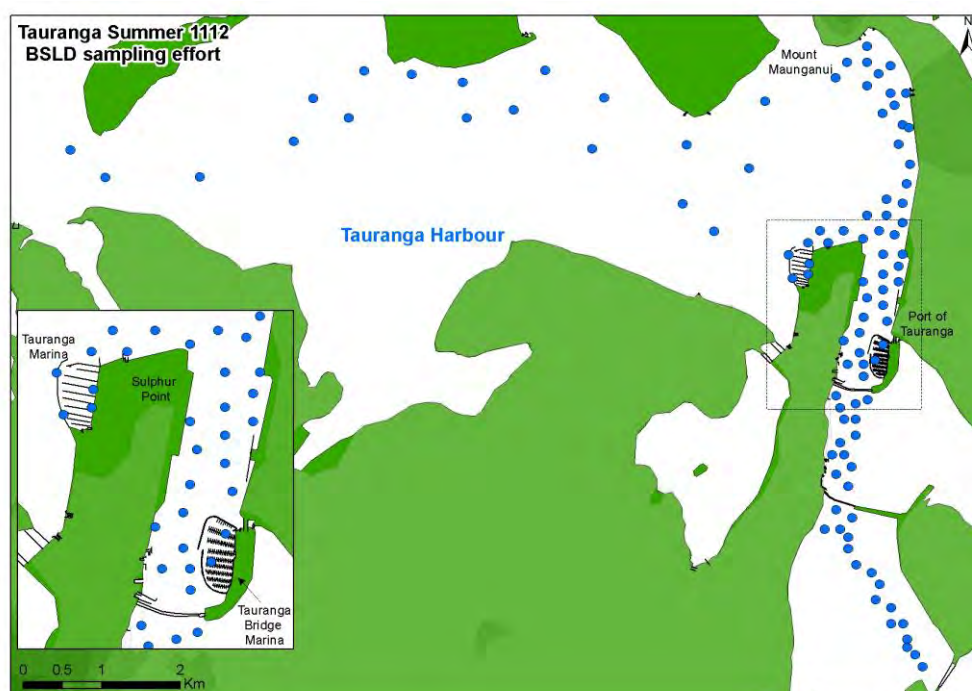 Tauranga Summer 1112
BSLD sampling effort
N
Mount
Maunganui
Tauranga Harbour
Port of
Tauranga
Tauranga
Marina
Sulphur
Point
Tauranga
Bridge
Marina
0 0.5 1 2
Km